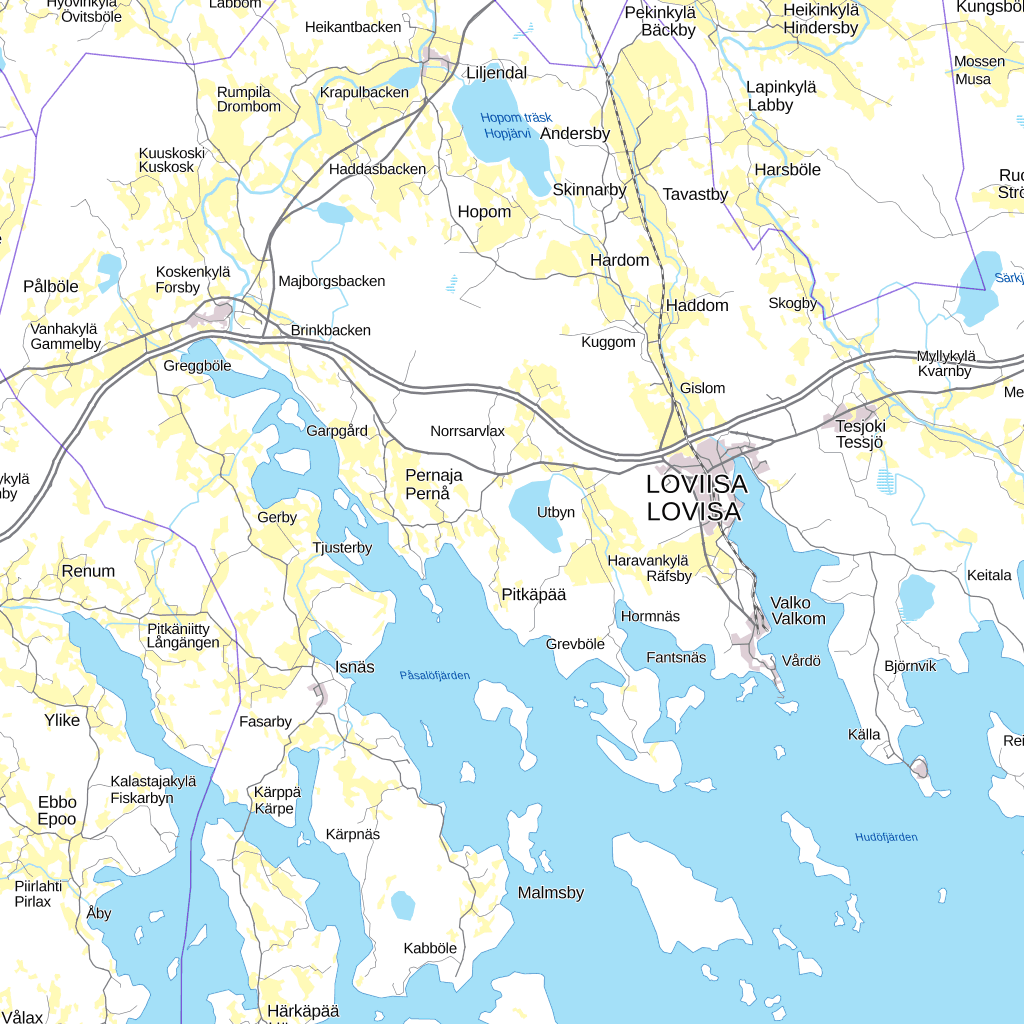 Hyövinkylä
Övitsböle
Labbom
Heikantbacken
Pekinkylä
Bäckby
Heikinkylä
Hindersby
Mossen
Musa
Liljendal
Rumpila
Drombom
Krapulbacken
Lapinkylä
Labby
Hopom träsk
Hopjärvi
Andersby
Kuuskoski
Kuskosk
Haddasbacken
Harsböle
Skinnarby
Tavastby
Hopom
Hardom
Koskenkylä
Forsby
Majborgsbacken
Pålböle
Haddom
Skogby
Vanhakylä
Gammelby
Brinkbacken
Kuggom
Myllykylä
Kvarnby
Greggböle
Gislom
Garpgård
Norrsarvlax
Tesjoki
Tessjö
Pernaja
Pernå
LOVIISA
LOVISA
Utbyn
Gerby
Tjusterby
Haravankylä
Räfsby
Renum
Keitala
Pitkäpää
Valko
Valkom
Hormnäs
Pitkäniitty
Långängen
Grevböle
Fantsnäs
Vårdö
Isnäs
Björnvik
Påsalöfjärden
Ylike
Fasarby
Källa
Kalastajakylä
Fiskarbyn
Kärppä
Kärpe
Ebbo
Epoo
Kärpnäs
Hudöfjärden
Piirlahti
Pirlax
Malmsby
Åby
Kabböle
Härkäpää
Vålax